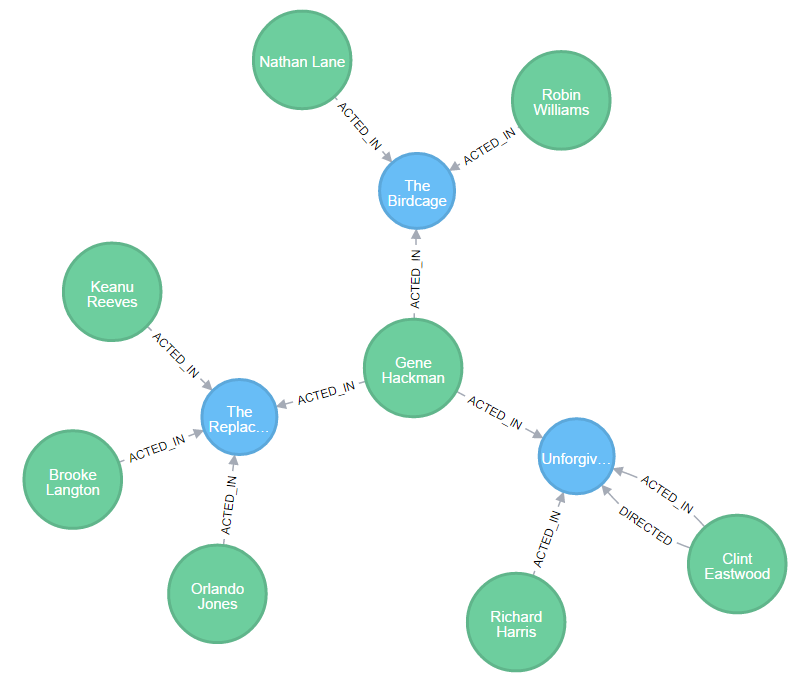 Nathan Lane
Robin
Williams
ACTED_IN
ACTED_IN
The
Birdcage
ACTED_IN
Keanu
Reeves
ACTED_IN
Gene
Hackman
ACTED_IN
The
Replac...
ACTED_IN
ACTED_IN
Unforgiv...
Brooke
Langton
ACTED_IN
ACTED_IN
ACTED_IN
DIRECTED
Clint
Eastwood
Orlando
Jones
Richard
Harris